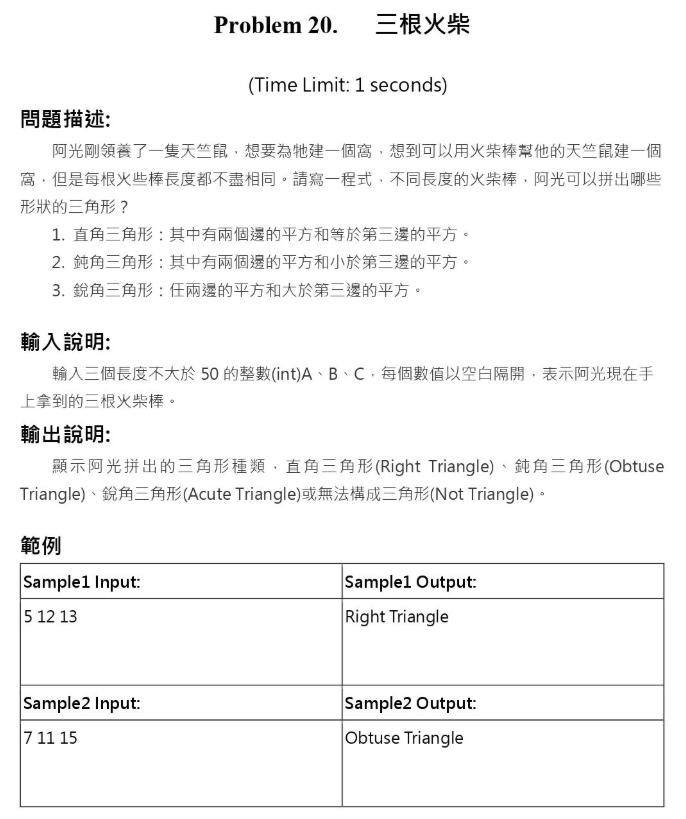 Problem 20. 三根火柴
(Time Limit: 1 seconds)
問題描述:
阿光剛領養了一隻天竺鼠，想要為牠建一個窩，想到可以用火柴棒幫他的天竺鼠建一個
窩，但是每根火些棒長度都不盡相同。請寫一程式，不同長度的火柴棒，阿光可以拼出哪些
形狀的三角形？
1. 直角三角形：其中有兩個邊的平方和等於第三邊的平方。
2. 鈍角三角形：其中有兩個邊的平方和小於第三邊的平方。
3. 銳角三角形：任兩邊的平方和大於第三邊的平方。
輸入說明:
輸入三個長度不大於 50 的整數(int)A、B、C，每個數值以空白隔開，表示阿光現在手
上拿到的三根火柴棒。
輸出說明:
顯示阿光拼出的三角形種類，直角三角形(Right Triangle)、鈍角三角形(Obtuse
Triangle)、銳角三角形(Acute Triangle)或無法構成三角形(Not Triangle)。
範例
Sample1 Input: Sample1 Output:
5 12 13 Right Triangle
Sample2 Input: Sample2 Output:
7 11 15 Obtuse Triangle